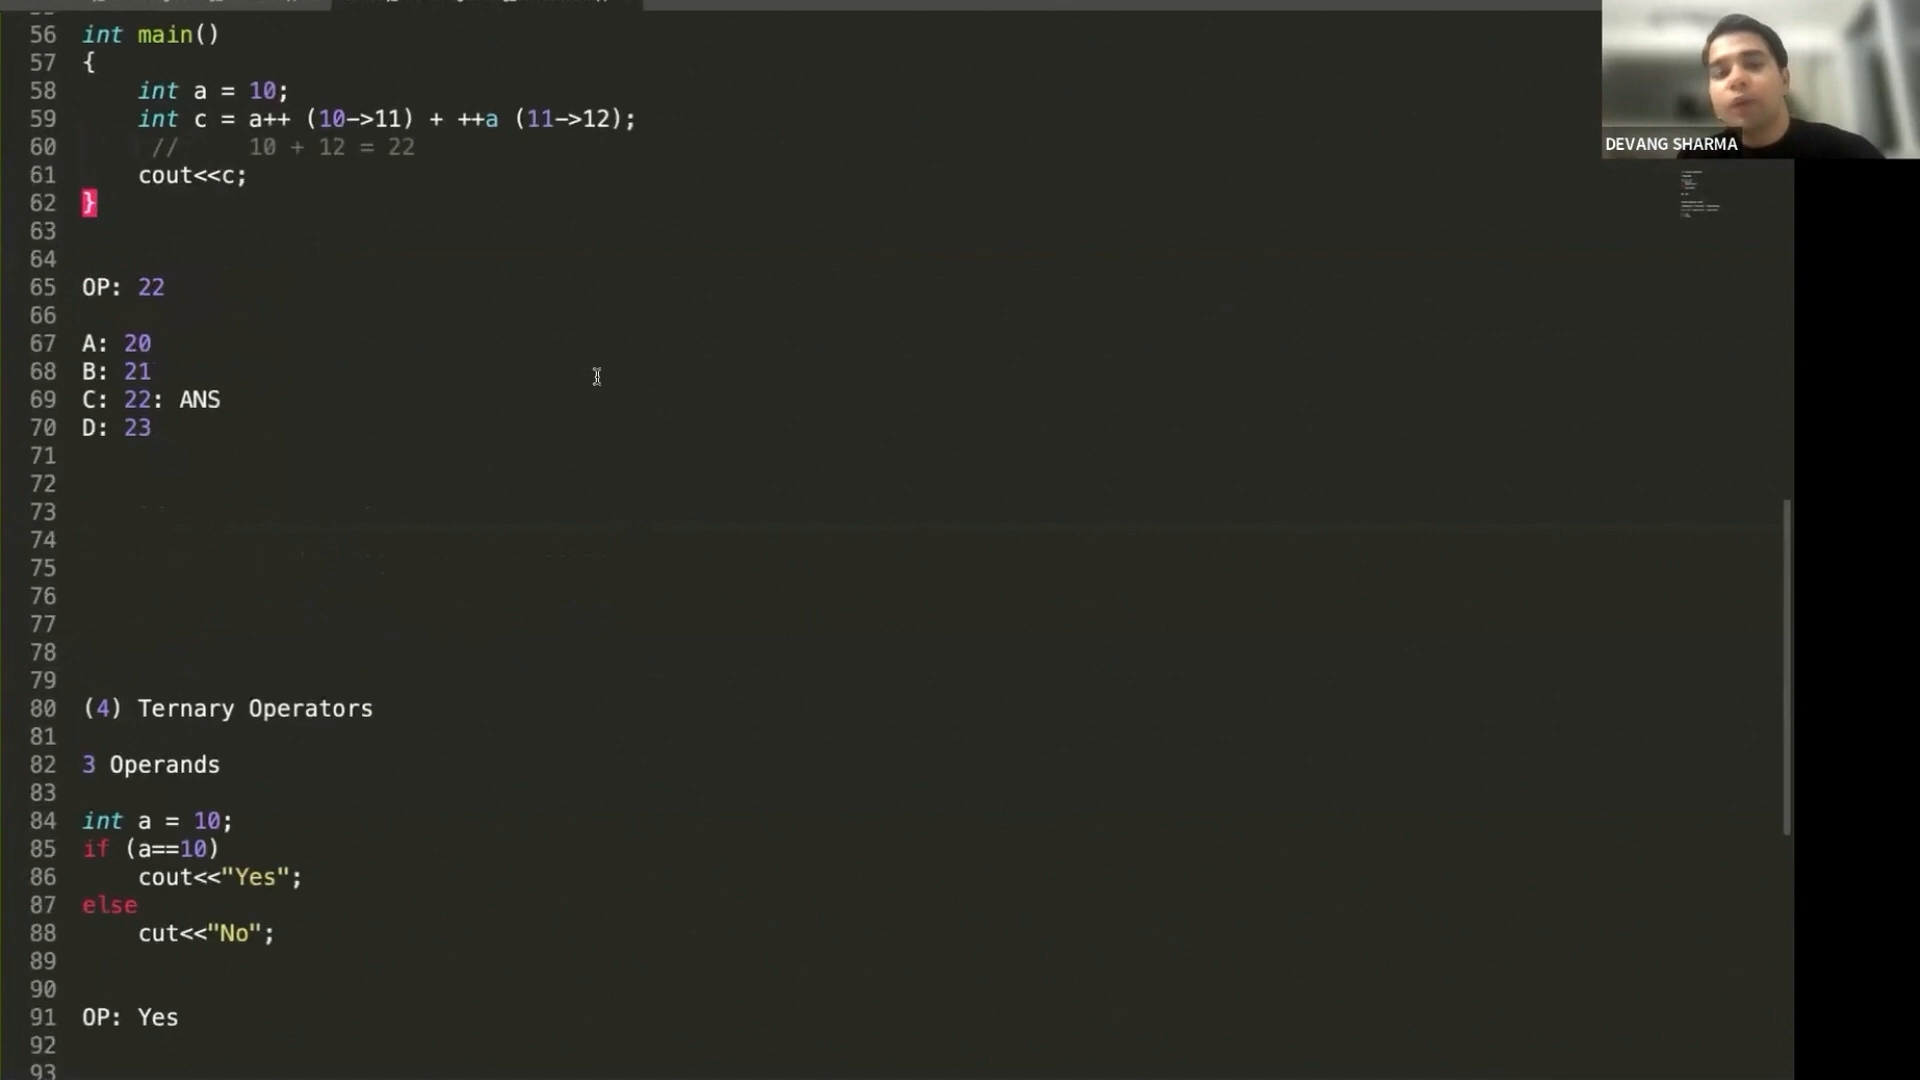 56 int main()
57 {
58 int a = 10;
59 int c = a++ (10->11) + ++a (11->12);
60 // 10 + 12 = 22
61 cout<<c;
62 }
63
64
65 OP: 22
66
67 A: 20
68 B: 21
69 C: 22: ANS
70 D: 23
71
72
73
74
75
76
77
78
79
80 (4) Ternary Operators
81
82 3 Operands
83
84 int a = 10;
85 if (a==10)
86 cout<<"Yes";
87 else
88 cut<<"No";
89
90
91 OP: Yes
92
93
DEVANG SHARMA